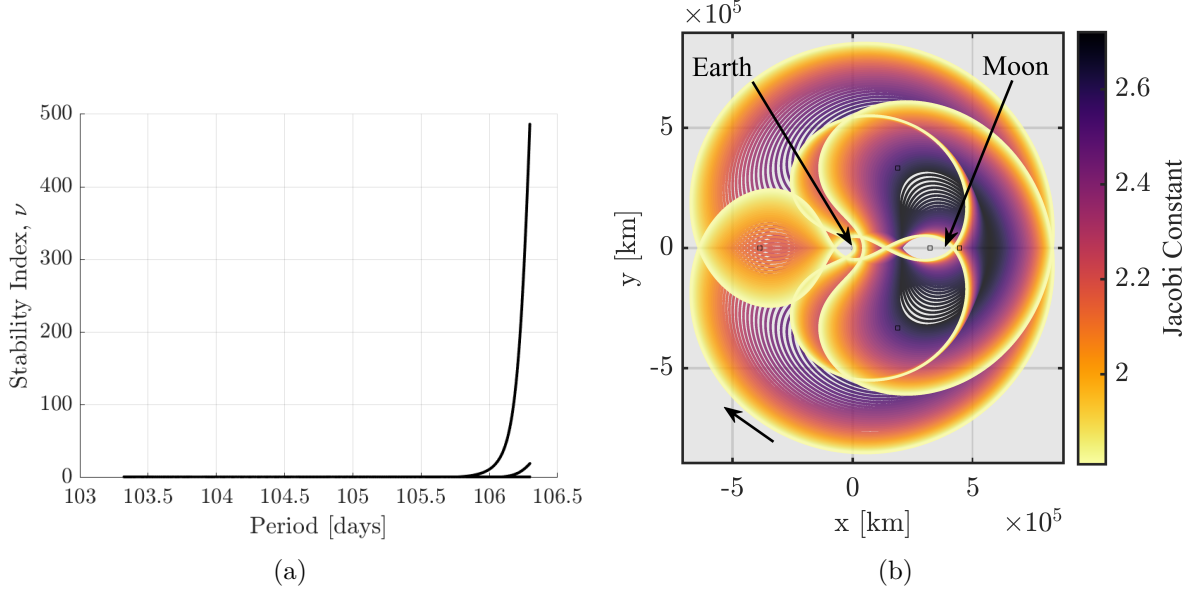 500
400
300
200
100
0
103
103.5
104
104.5
105
105.5
106
106.5
Stability Index, ν
Period [days]
(a)
×10⁵
Earth
Moon
5
0
-5
-5
0
5
×10⁵
y [km]
x [km]
2.6
2.4
2.2
2
Jacobi Constant
(b)